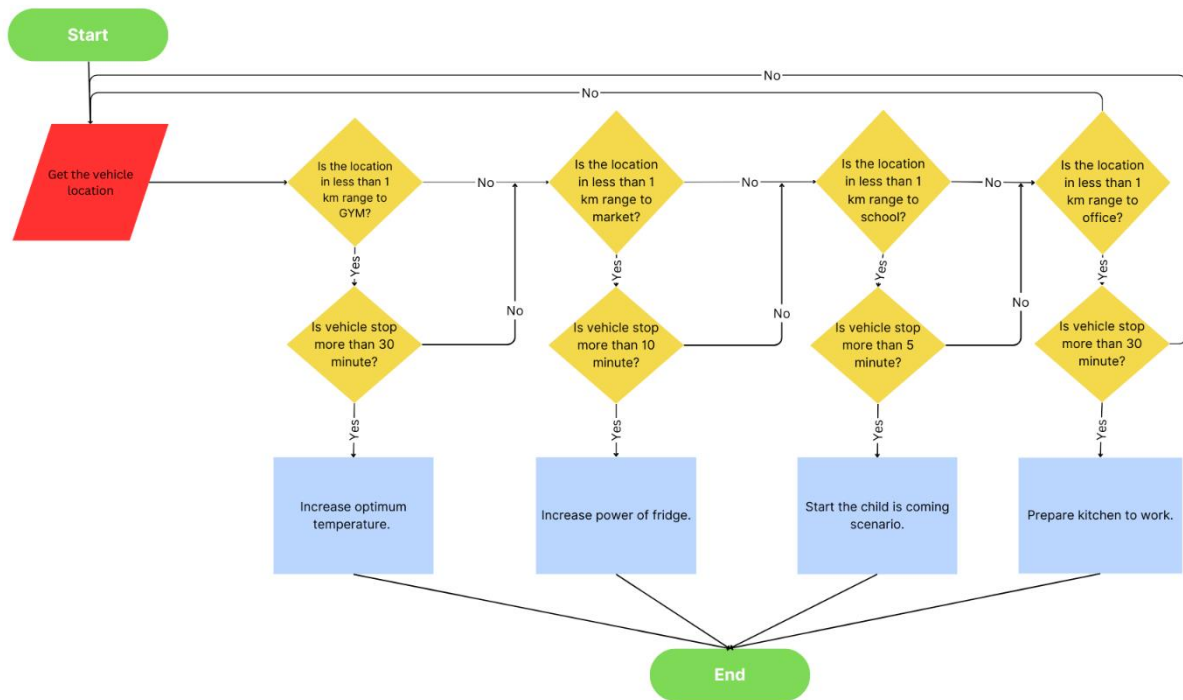 Start
No
No
Get the vehicle
location
Is the location
in less than 1
km range to
GYM?
No
Is the location
in less than 1
km range to
market?
No
Is the location
in less than 1
km range to
school?
No
Is the location
in less than 1
km range to
office?
Yes
Yes
Yes
Yes
Is vehicle stop
more than 30
minute?
No
Is vehicle stop
more than 10
minute?
No
Is vehicle stop
more than 5
minute?
No
Is vehicle stop
more than 30
minute?
Yes
Yes
Yes
Yes
Increase optimum
temperature.
Increase power of fridge.
Start the child is coming
scenario.
Prepare kitchen to work.
End